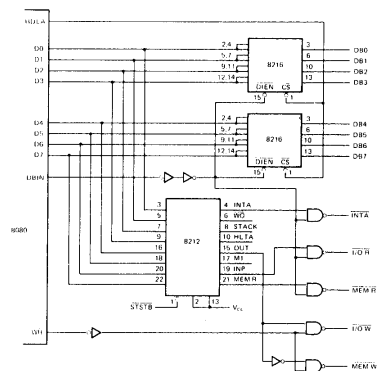 HDLA
D0 2,4 3 DB0
D1 5,7 6 DB1
D2 9,11 8216 10 DB2
D3 12,14 13 DB3
DIEN CS
15 1
D4 2,4 3 DB4
D5 5,7 6 DB5
D6 9,11 8216 10 DB6
D7 12,14 13 DB7
DIEN CS
DBIN 15 1
3 4 INTA
5 6 WO INTA
7 8 STACK
9 8212 10 HLTA
8080 16 15 OUT I/O R
18 17 M1
20 19 INP
22 21 MEMR MEM R
1 2 13
STSTB
WR I/O W
MEM W